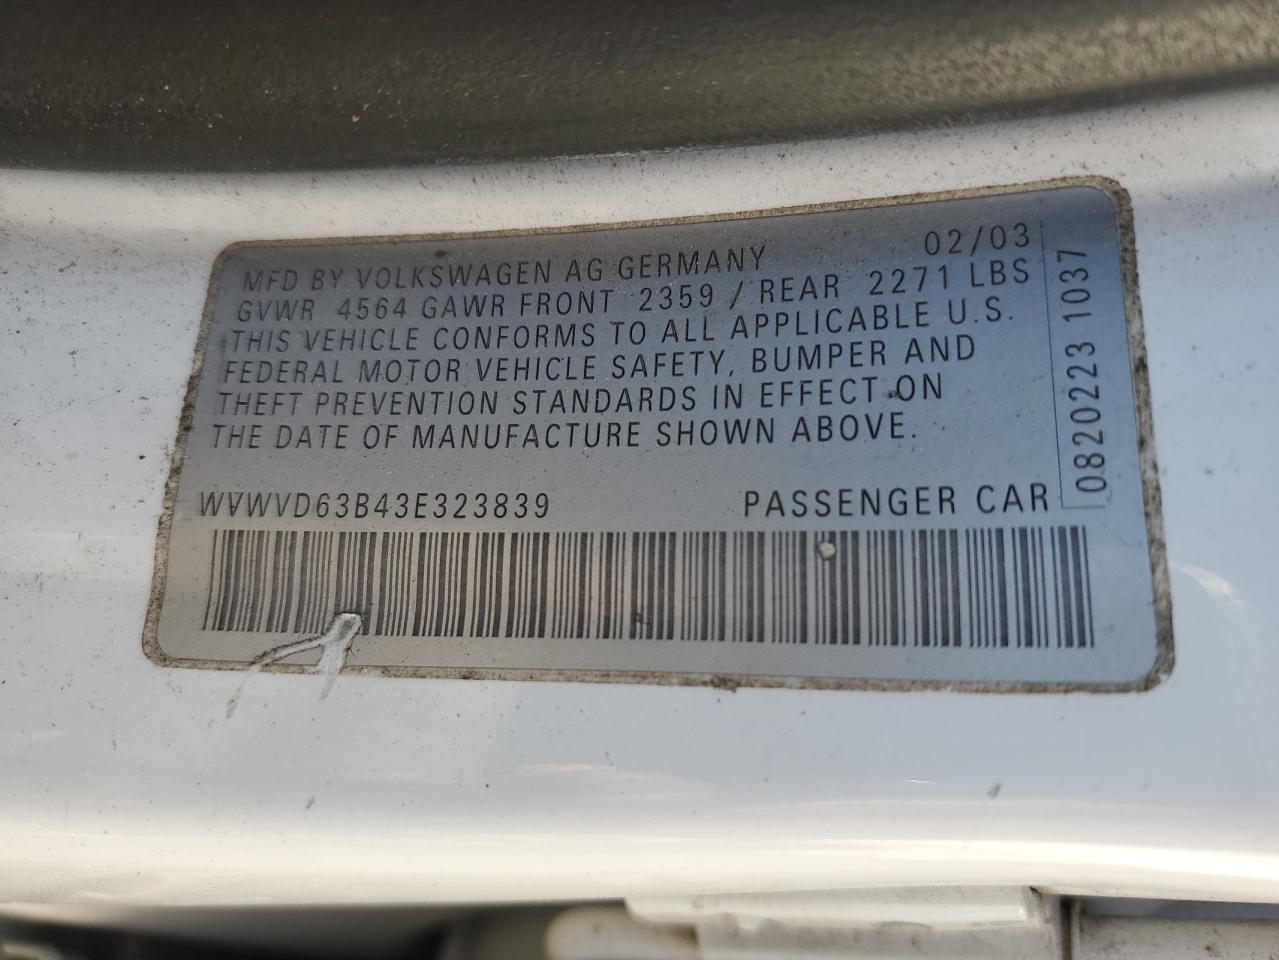 MFD BY VOLKSWAGEN AG GERMANY 02/03
GVWR 4564 GAWR FRONT 2359 / REAR 2271 LBS
THIS VEHICLE CONFORMS TO ALL APPLICABLE U.S.
FEDERAL MOTOR VEHICLE SAFETY, BUMPER AND
THEFT PREVENTION STANDARDS IN EFFECT ON
THE DATE OF MANUFACTURE SHOWN ABOVE.
WVWVD63B43E323839 PASSENGER CAR
0820223 1037